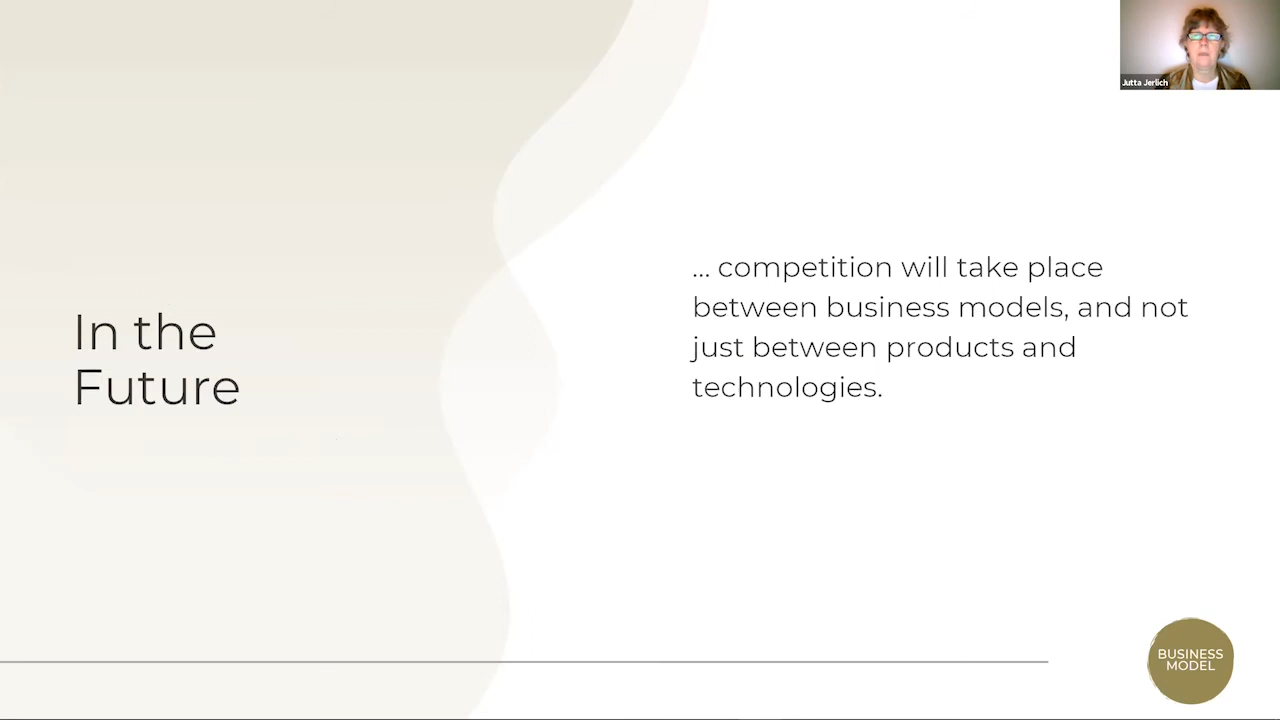 Jutta Jerlich
In the
Future
... competition will take place
between business models, and not
just between products and
technologies.
BUSINESS
MODEL